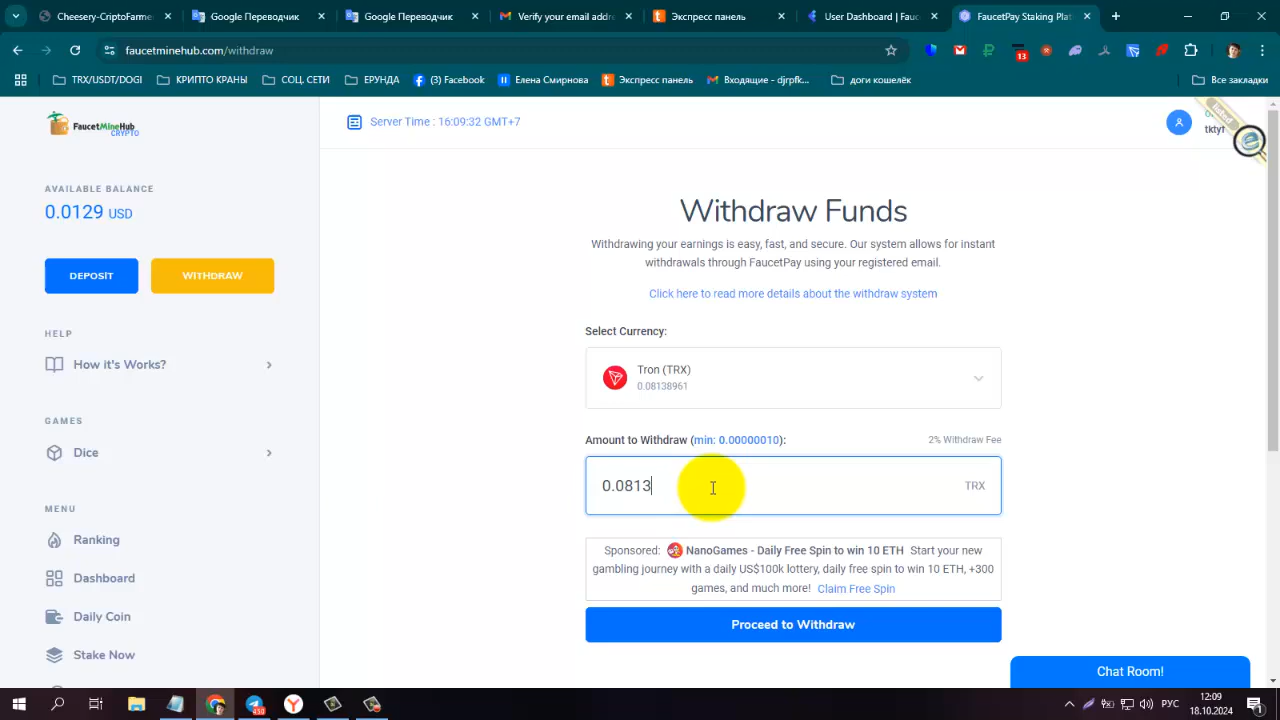 Cheesery-CriptoFarmer
Google Переводчик
Google Переводчик
Verify your email addre
Экспресс панель
User Dashboard | Fauc
FaucetPay Staking Plat
faucetminehub.com/withdraw
13
TRX/USDT/DOGI
КРИПТО КРАНЫ
СОЦ. СЕТИ
ЕРУНДА
(3) Facebook
Елена Смирнова
Экспресс панель
Входящие - djrpfk...
доги кошелёк
Все закладки
FaucetMineHub
CRYPTO
Server Time : 16:09:32 GMT+7
tktyf
AVAILABLE BALANCE
0.0129 USD
DEPOSIT
WITHDRAW
HELP
How it's Works?
GAMES
Dice
MENU
Ranking
Dashboard
Daily Coin
Stake Now
Withdraw Funds
Withdrawing your earnings is easy, fast, and secure. Our system allows for instant
withdrawals through FaucetPay using your registered email.
Click here to read more details about the withdraw system
Select Currency:
Tron (TRX)
0.08138961
Amount to Withdraw (min: 0.00000010):
2% Withdraw Fee
0.0813
TRX
Sponsored: NanoGames - Daily Free Spin to win 10 ETH Start your new
gambling journey with a daily US$100k lottery, daily free spin to win 10 ETH, +300
games, and much more! Claim Free Spin
Proceed to Withdraw
Chat Room!
РУС
12:09
18.10.2024